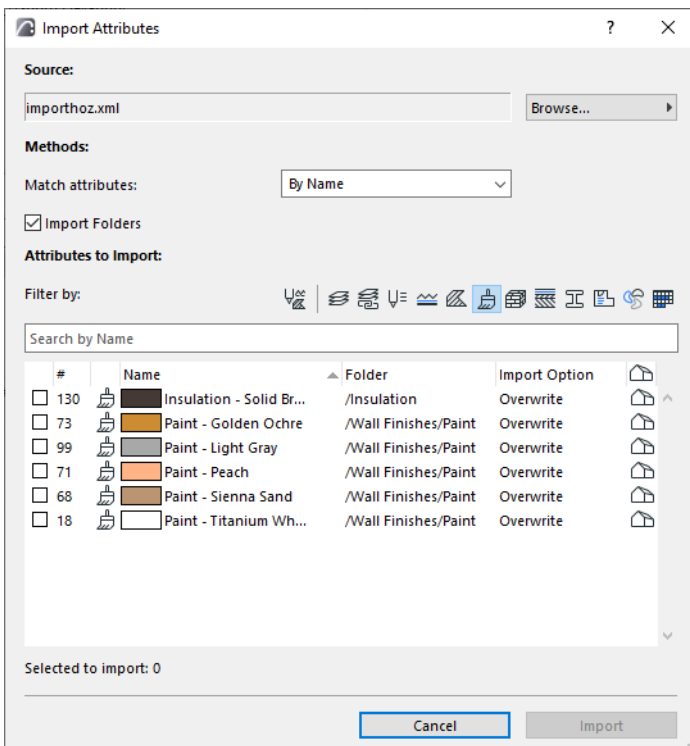 Import Attributes
Source:
importhoz.xml
Browse...
Methods:
Match attributes: By Name
Import Folders
Attributes to Import:
Filter by:
Search by Name
# Name Folder Import Option
130 Insulation - Solid Br... /Insulation Overwrite
73 Paint - Golden Ochre /Wall Finishes/Paint Overwrite
99 Paint - Light Gray /Wall Finishes/Paint Overwrite
71 Paint - Peach /Wall Finishes/Paint Overwrite
68 Paint - Sienna Sand /Wall Finishes/Paint Overwrite
18 Paint - Titanium Wh... /Wall Finishes/Paint Overwrite
Selected to import: 0
Cancel Import